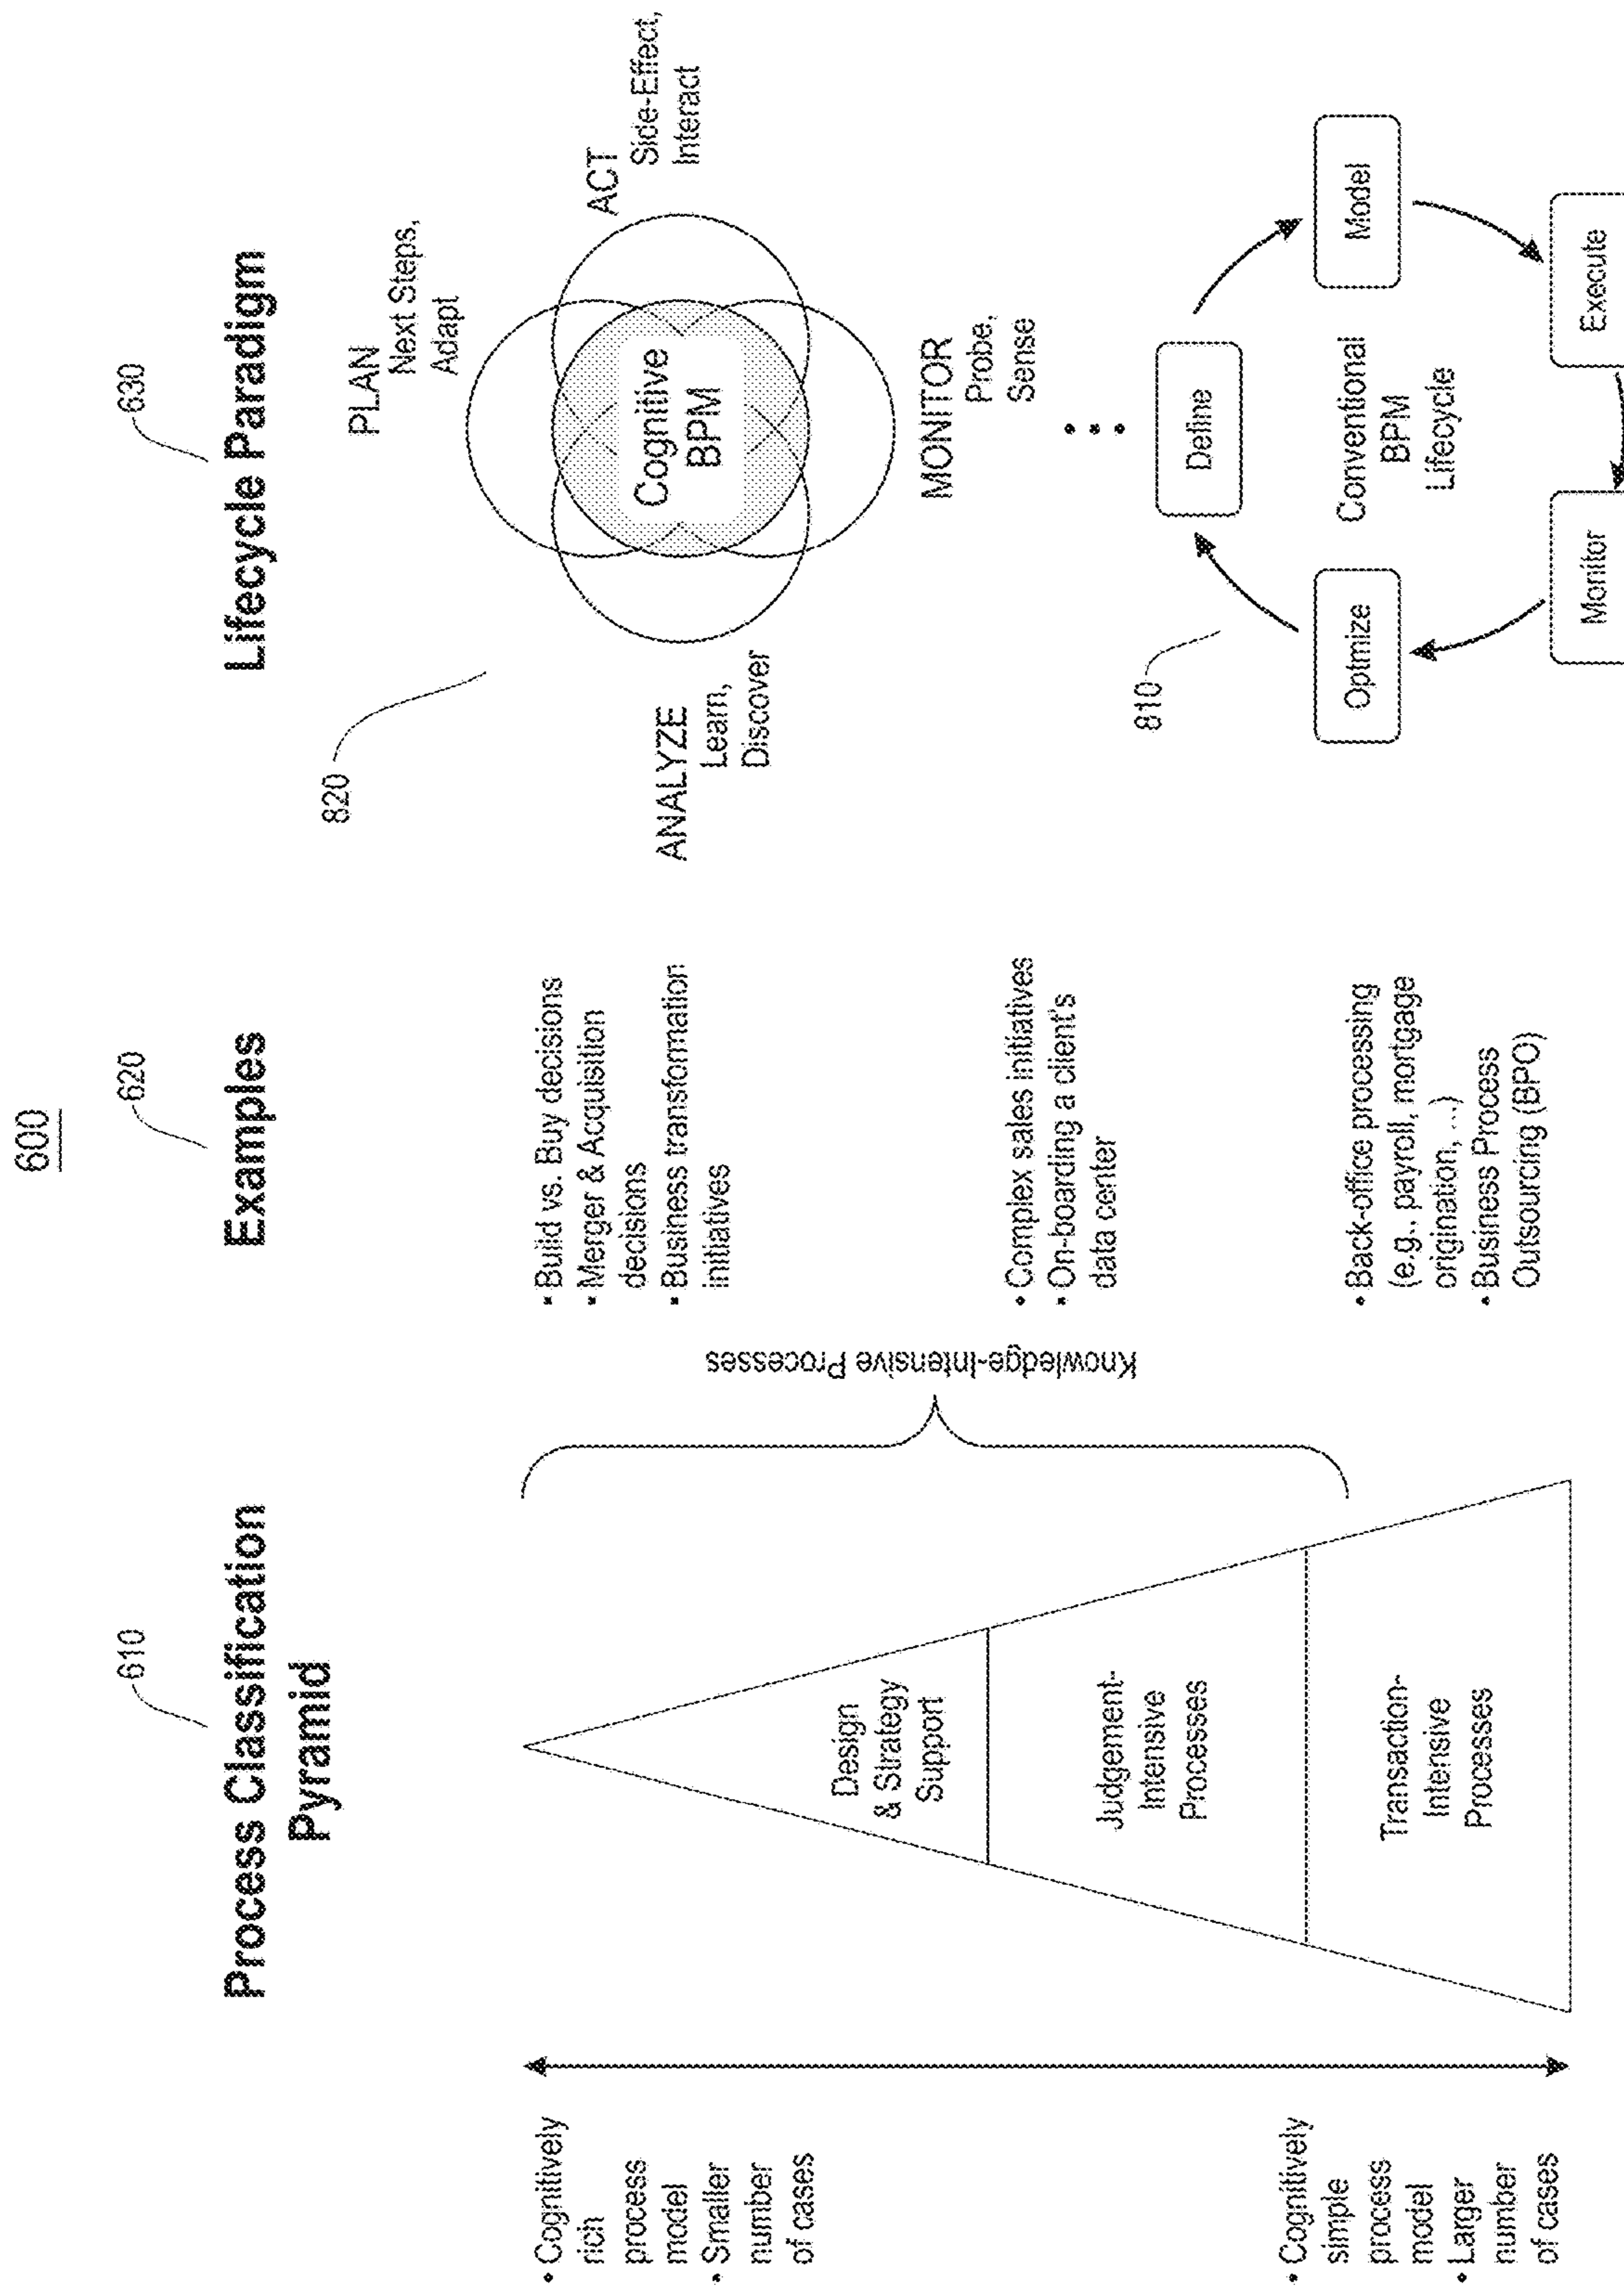 600
610
Process Classification
Pyramid
• Cognitively
rich
process
model
• Smaller
number
of cases
• Cognitively
simple
process
model
• Larger
number
of cases
Design
& Strategy
Support
Judgement-
Intensive
Processes
Transaction-
Intensive
Processes
Knowledge-Intensive Processes
620
Examples
• Build vs. Buy decisions
• Merger & Acquisition
decisions
• Business transformation
initiatives
• Complex sales initiatives
• On-boarding a client's
data center
• Back-office processing
(e.g., payroll, mortgage
origination, ...)
• Business Process
Outsourcing (BPO)
630
Lifecycle Paradigm
820
PLAN
Next Steps,
Adapt
ACT
Side-Effect,
Interact
ANALYZE
Learn,
Discover
Cognitive
BPM
MONITOR
Probe,
Sense
810
Define
Model
Execute
Monitor
Optmize
Conventional
BPM
Lifecycle